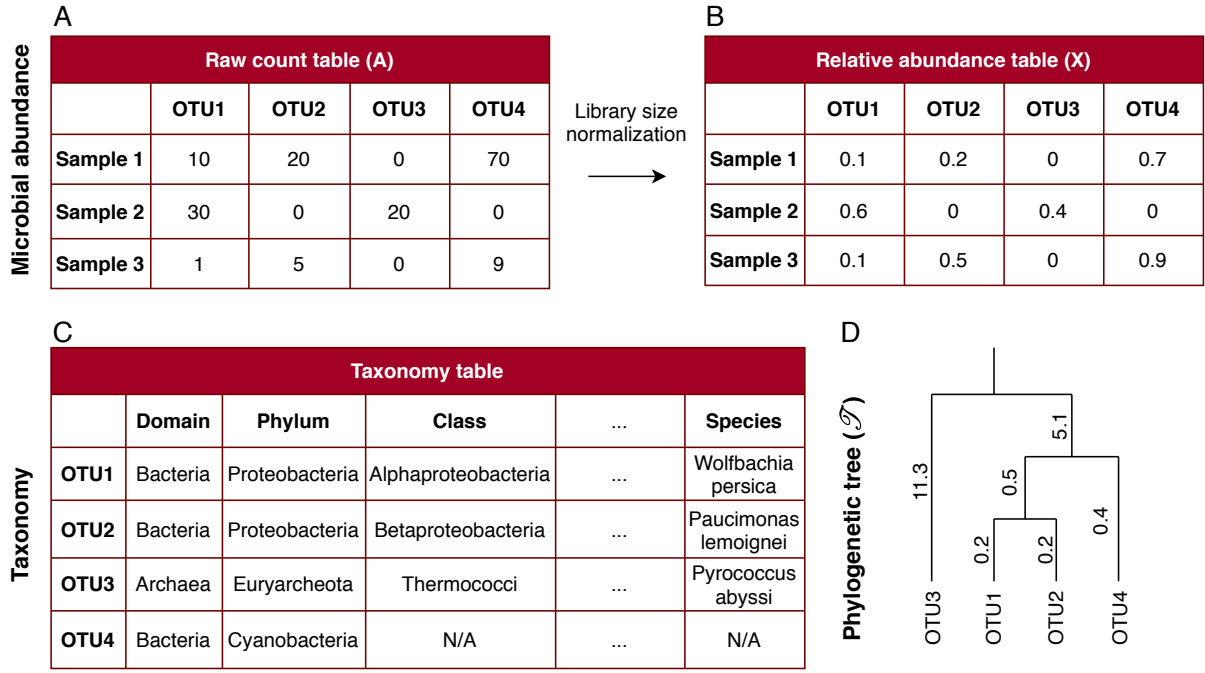 A
B
Microbial abundance
Raw count table (A)
OTU1 OTU2 OTU3 OTU4
Sample 1 10 20 0 70
Sample 2 30 0 20 0
Sample 3 1 5 0 9
Library size
normalization
Relative abundance table (X)
OTU1 OTU2 OTU3 OTU4
Sample 1 0.1 0.2 0 0.7
Sample 2 0.6 0 0.4 0
Sample 3 0.1 0.5 0 0.9
C
D
Taxonomy
Taxonomy table
Domain Phylum Class ... Species
OTU1 Bacteria Proteobacteria Alphaproteobacteria ... Wolfbachia
persica
OTU2 Bacteria Proteobacteria Betaproteobacteria ... Paucimonas
lemoignei
OTU3 Archaea Euryarcheota Thermococci ... Pyrococcus
abyssi
OTU4 Bacteria Cyanobacteria N/A ... N/A
Phylogenetic tree (𝒯)
5.1
11.3
0.5
0.4
0.2
0.2
OTU3
OTU1
OTU2
OTU4